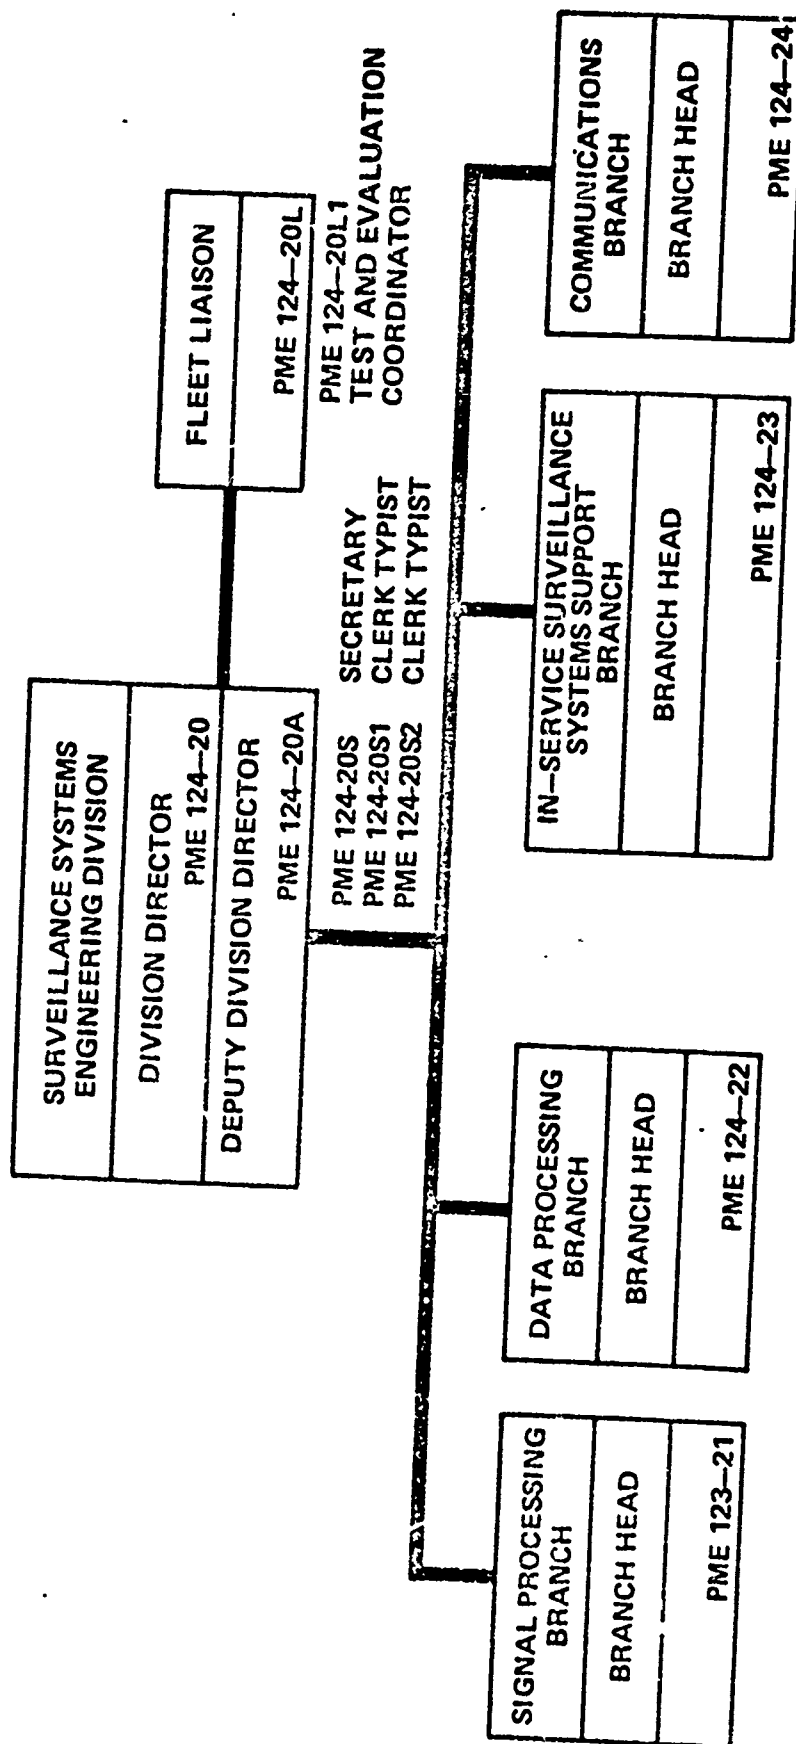 SURVEILLANCE SYSTEMS
ENGINEERING DIVISION
DIVISION DIRECTOR
PME 124–20
DEPUTY DIVISION DIRECTOR
PME 124–20A
FLEET LIAISON
PME 124–20L
PME 124–20L1
TEST AND EVALUATION
COORDINATOR
PME 124-20S SECRETARY
PME 124-20S1 CLERK TYPIST
PME 124-20S2 CLERK TYPIST
SIGNAL PROCESSING
BRANCH
BRANCH HEAD
PME 123–21
DATA PROCESSING
BRANCH
BRANCH HEAD
PME 124–22
IN–SERVICE SURVEILLANCE
SYSTEMS SUPPORT
BRANCH
BRANCH HEAD
PME 124–23
COMMUNICATIONS
BRANCH
BRANCH HEAD
PME 124–24